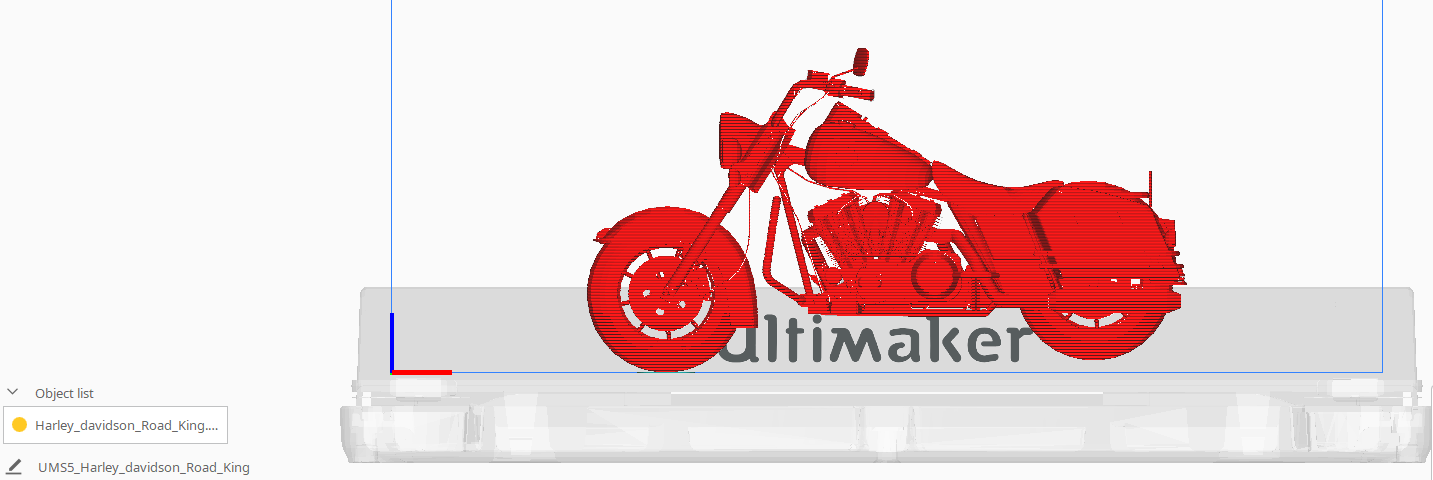 ultimaker
Object list
Harley_davidson_Road_King....
UMS5_Harley_davidson_Road_King